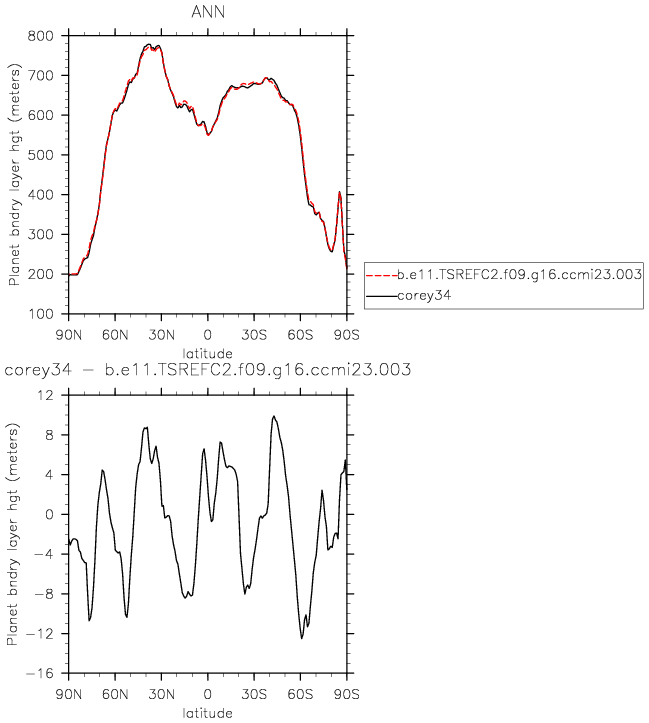 ANN
800
700
600
500
400
300
200
100
Planet bndry layer hgt (meters)
90N 60N 30N 0 30S 60S 90S
latitude
b.e11.TSREFC2.f09.g16.ccmi23.003
corey34
corey34 − b.e11.TSREFC2.f09.g16.ccmi23.003
12
8
4
0
−4
−8
−12
−16
Planet bndry layer hgt (meters)
90N 60N 30N 0 30S 60S 90S
latitude